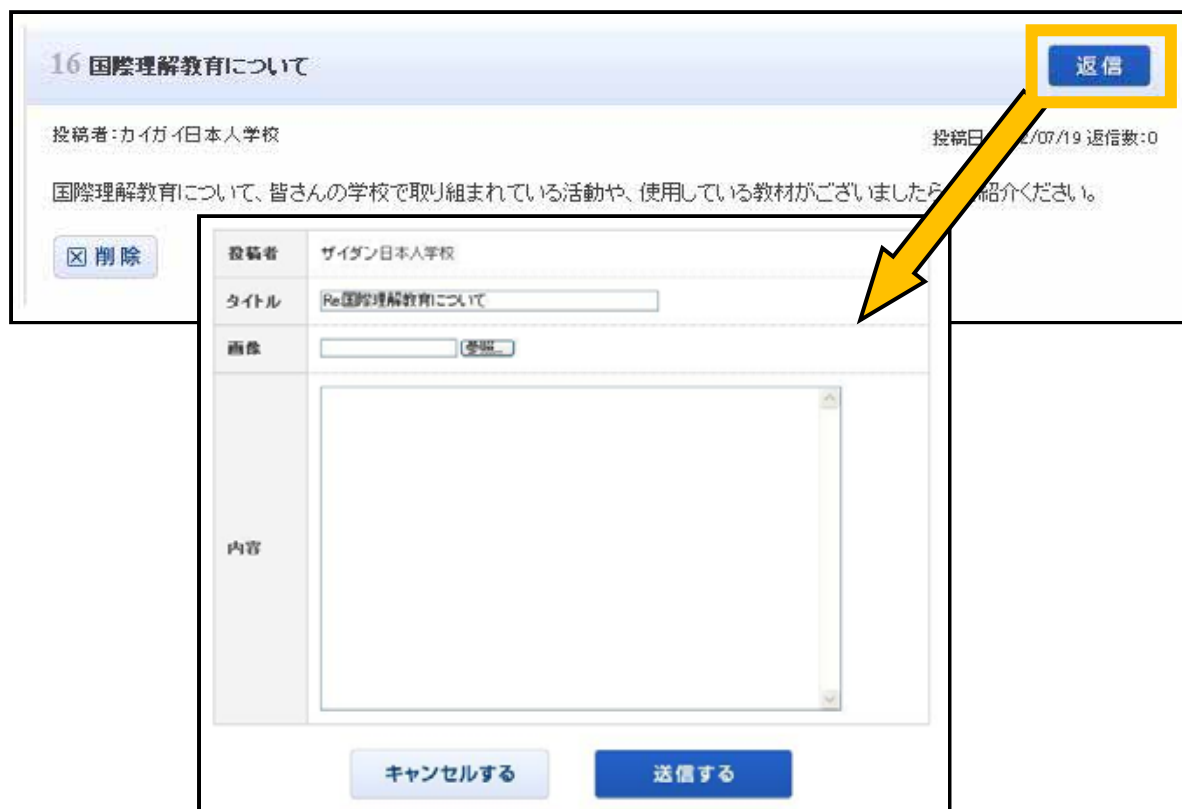 16 国際理解教育について
返信
投稿者:カイガイ日本人学校
投稿日 2/07/19 返信数:0
国際理解教育について、皆さんの学校で取り組まれている活動や、使用している教材がございましたら 紹介ください。
削除
投稿者 ザイダン日本人学校
タイトル Re国際理解教育について
画像 参照...
内容
キャンセルする
送信する